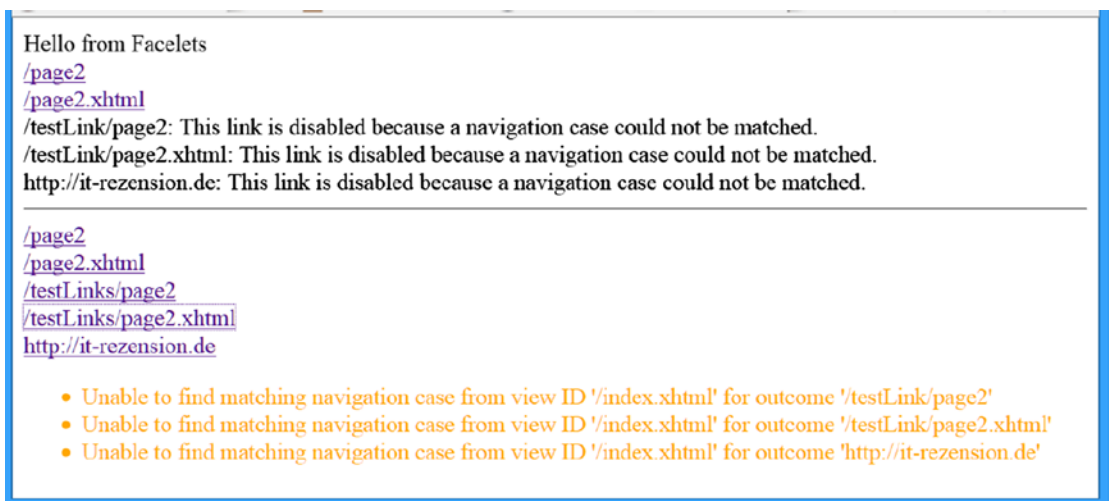 Hello from Facelets
/page2
/page2.xhtml
/testLink/page2: This link is disabled because a navigation case could not be matched.
/testLink/page2.xhtml: This link is disabled because a navigation case could not be matched.
http://it-rezension.de: This link is disabled because a navigation case could not be matched.
/page2
/page2.xhtml
/testLinks/page2
/testLinks/page2.xhtml
http://it-rezension.de
• Unable to find matching navigation case from view ID '/index.xhtml' for outcome '/testLink/page2'
• Unable to find matching navigation case from view ID '/index.xhtml' for outcome '/testLink/page2.xhtml'
• Unable to find matching navigation case from view ID '/index.xhtml' for outcome 'http://it-rezension.de'